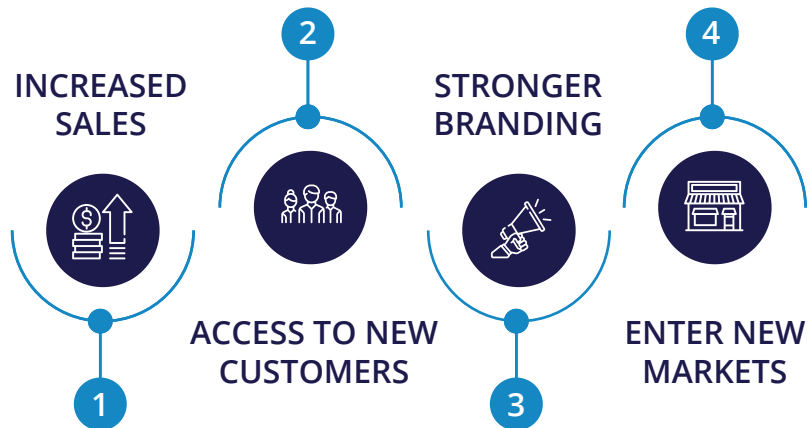 1
INCREASED
SALES
2
ACCESS TO NEW
CUSTOMERS
3
STRONGER
BRANDING
4
ENTER NEW
MARKETS
$